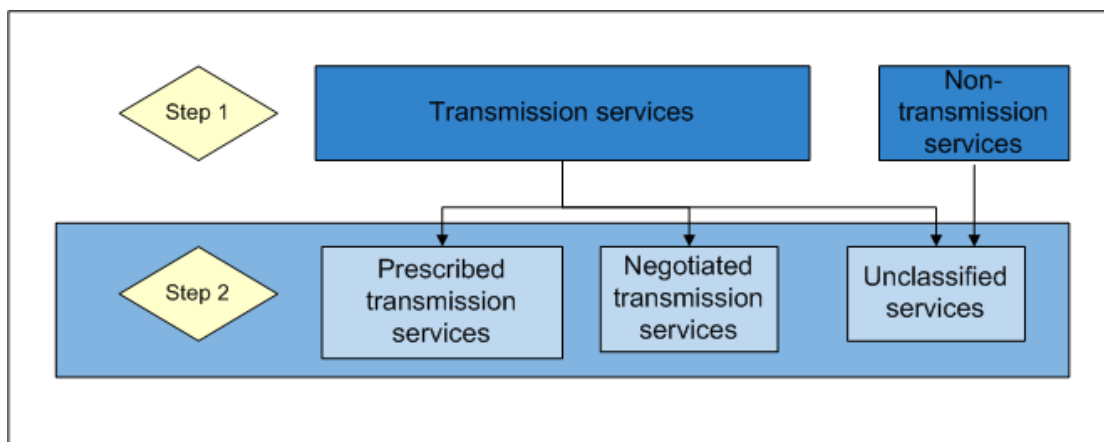 Step 1
Transmission services
Non-
transmission
services
Step 2
Prescribed
transmission
services
Negotiated
transmission
services
Unclassified
services